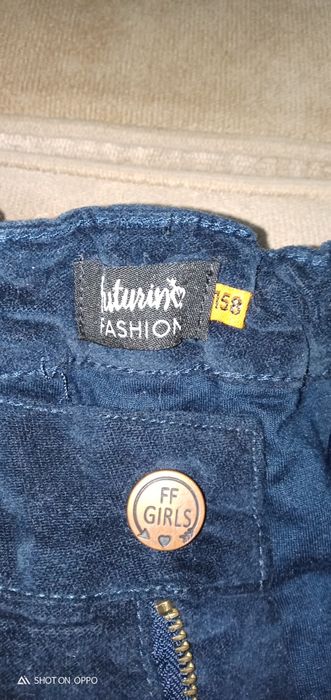 futurino
FASHION
158
FF
GIRLS
SHOT ON OPPO